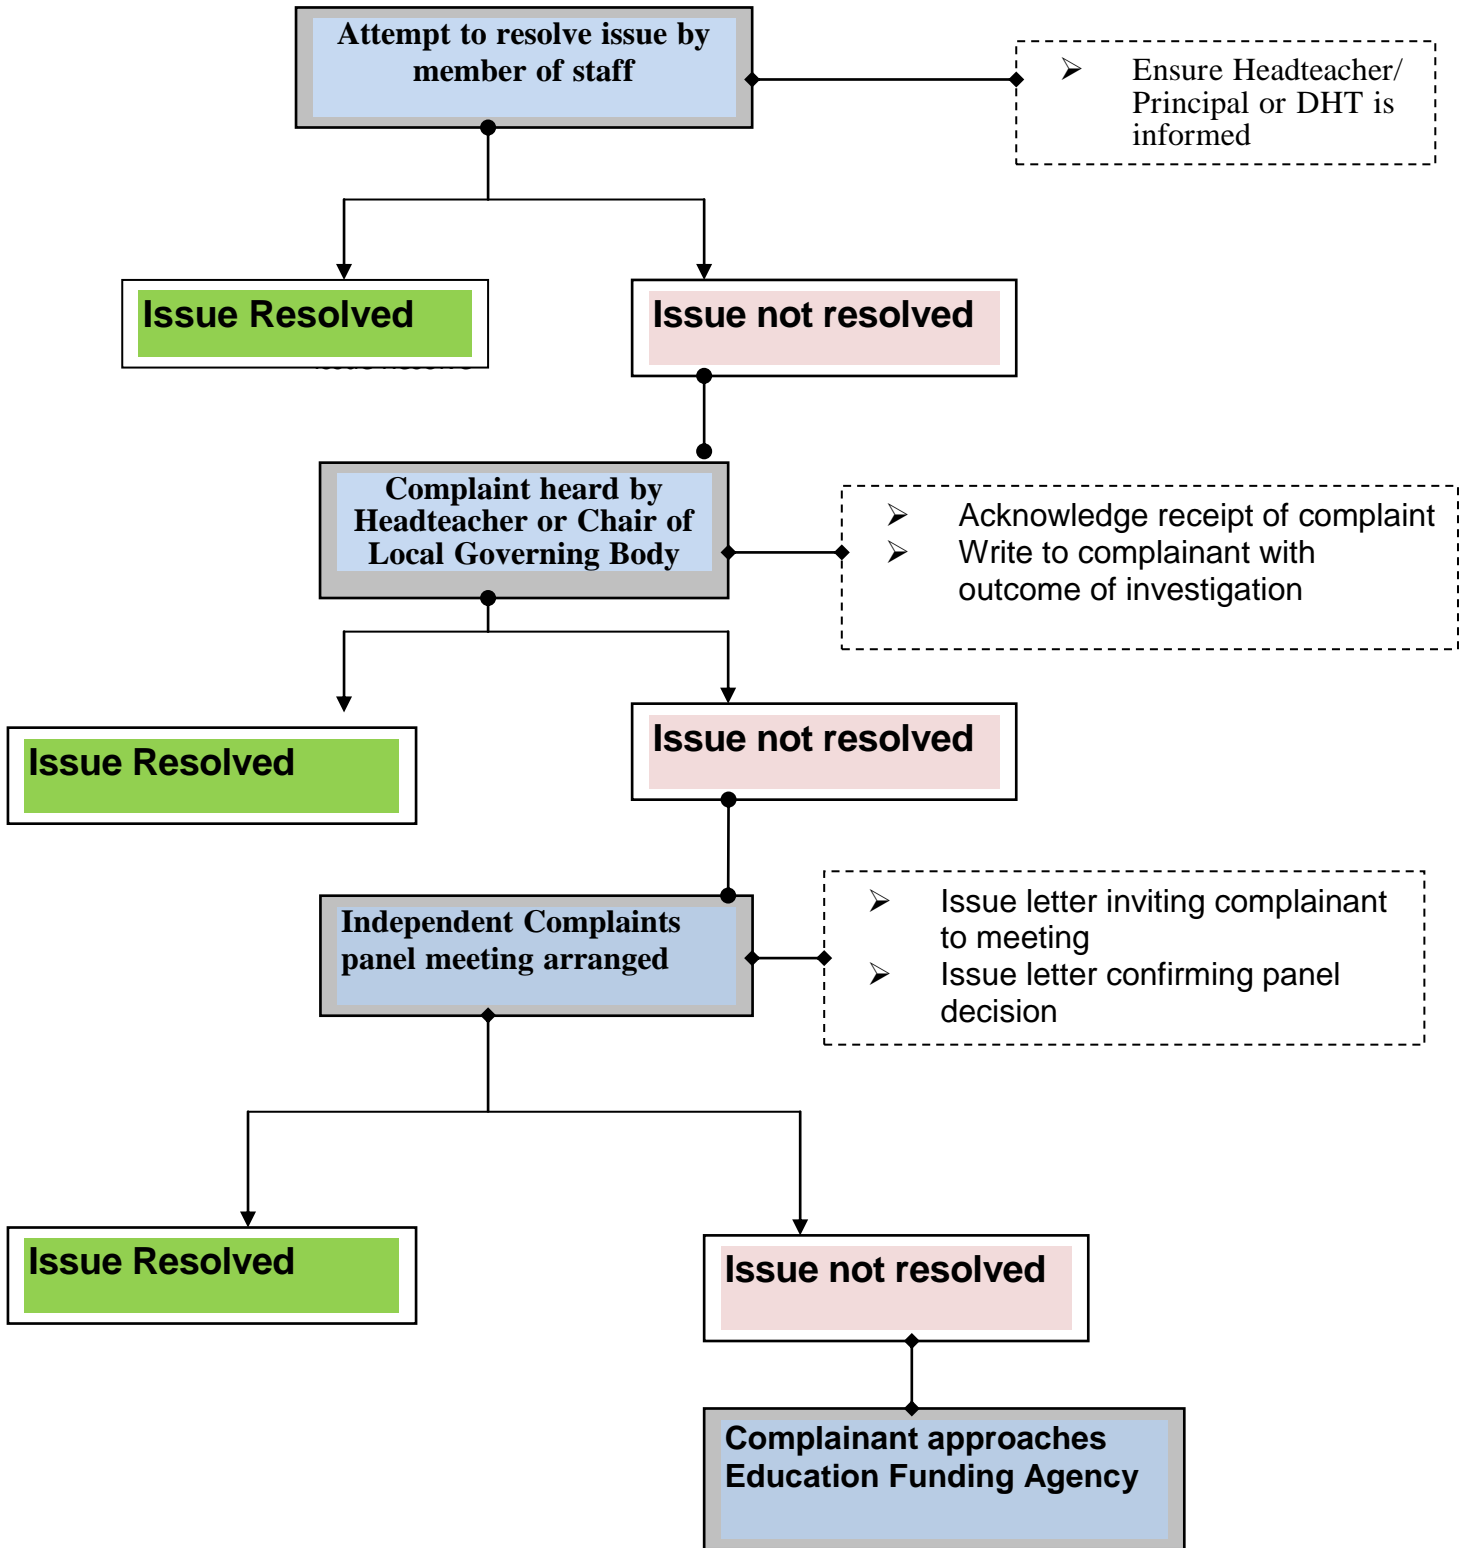 Attempt to resolve issue by
member of staff
➢ Ensure Headteacher/
Principal or DHT is
informed
Issue Resolved
Issue not resolved
Complaint heard by
Headteacher or Chair of
Local Governing Body
➢ Acknowledge receipt of complaint
➢ Write to complainant with
outcome of investigation
Issue Resolved
Issue not resolved
Independent Complaints
panel meeting arranged
➢ Issue letter inviting complainant
to meeting
➢ Issue letter confirming panel
decision
Issue Resolved
Issue not resolved
Complainant approaches
Education Funding Agency